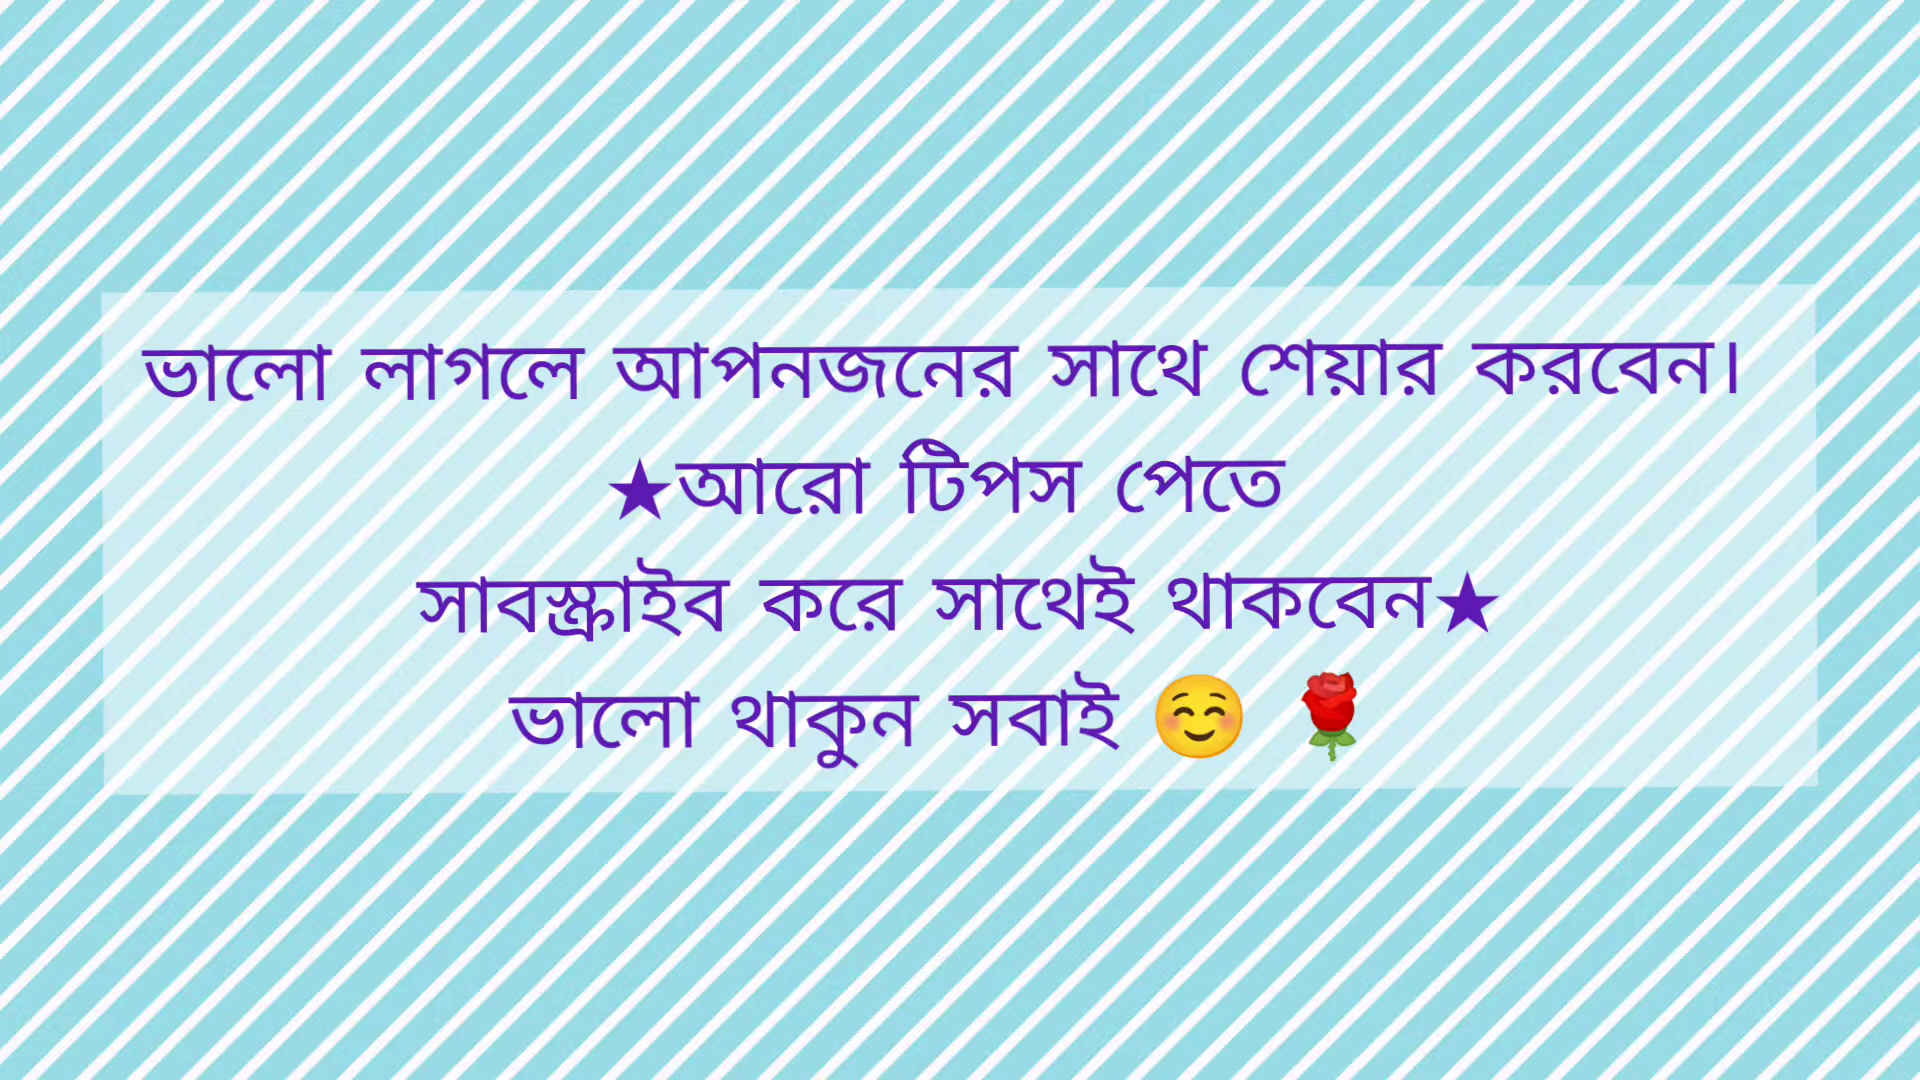 ভালো লাগলে আপনজনের সাথে শেয়ার করবেন।
★আরো টিপস পেতে
সাবস্ক্রাইব করে সাথেই থাকবেন★
ভালো থাকুন সবাই ☺️ 🌹